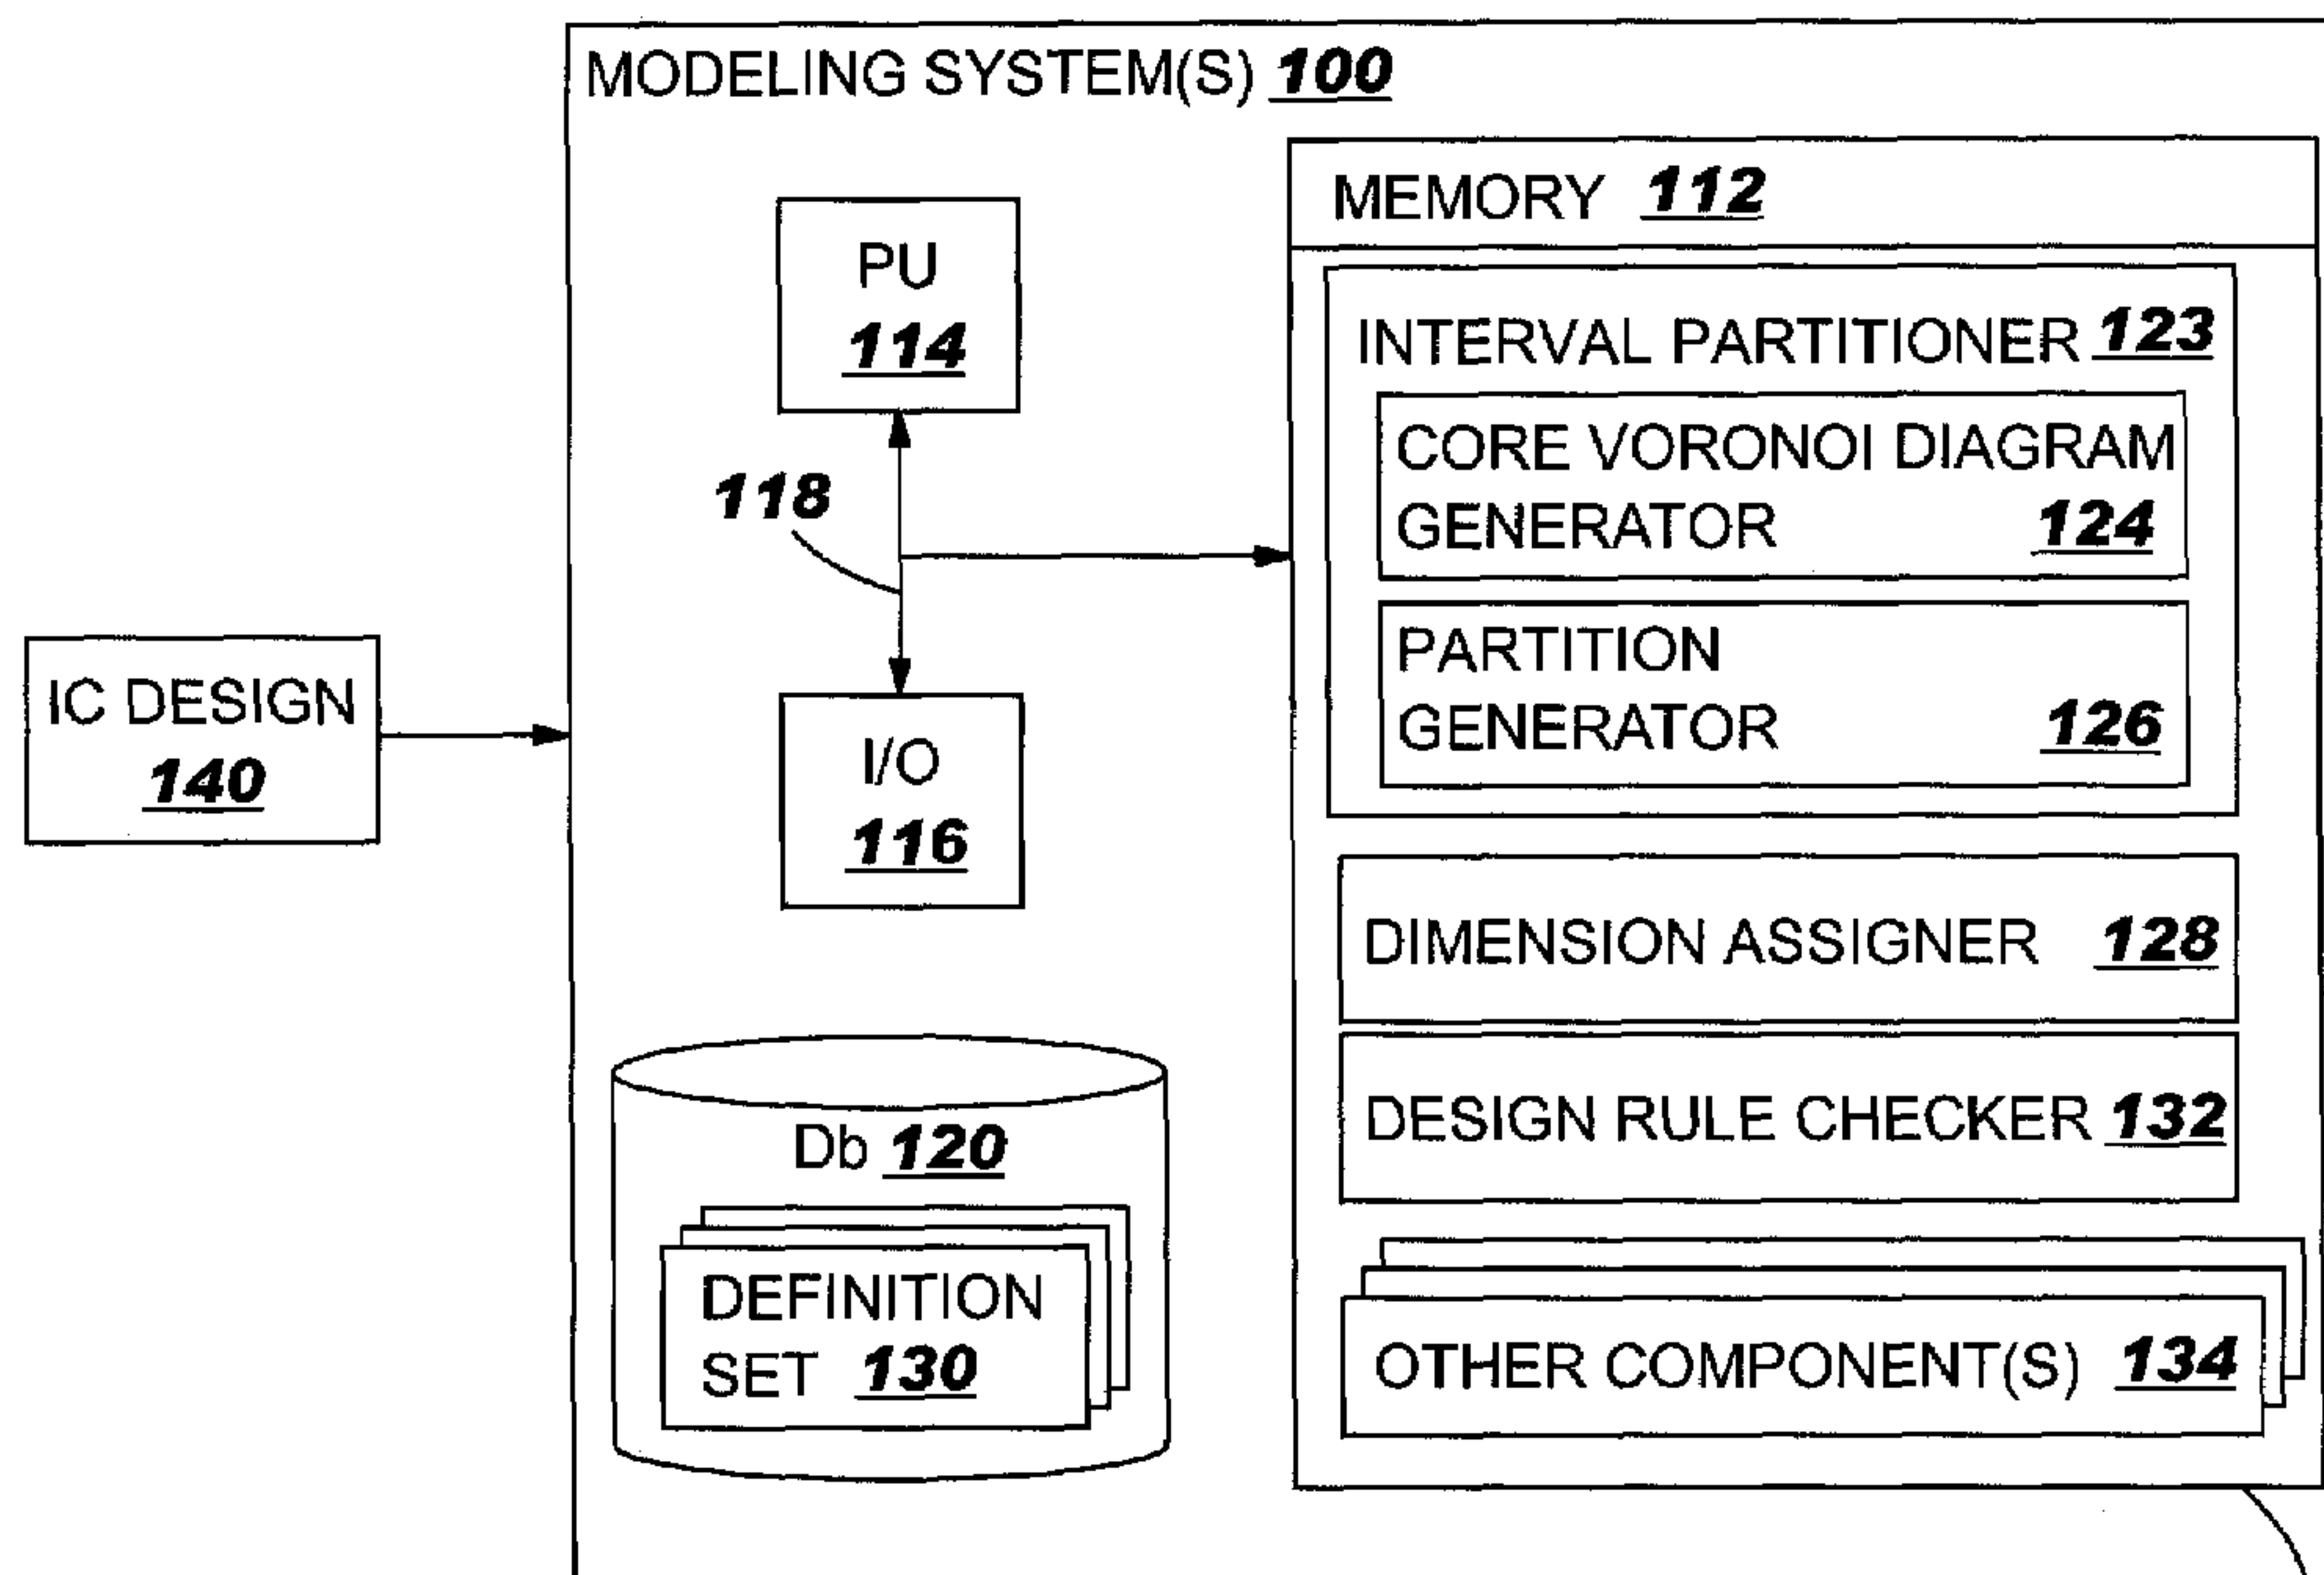 MODELING SYSTEM(S) 100
MEMORY 112
PU
114
INTERVAL PARTITIONER 123
CORE VORONOI DIAGRAM
GENERATOR 124
118
PARTITION
GENERATOR 126
IC DESIGN
140
I/O
116
DIMENSION ASSIGNER 128
DESIGN RULE CHECKER 132
Db 120
DEFINITION
SET 130
OTHER COMPONENT(S) 134